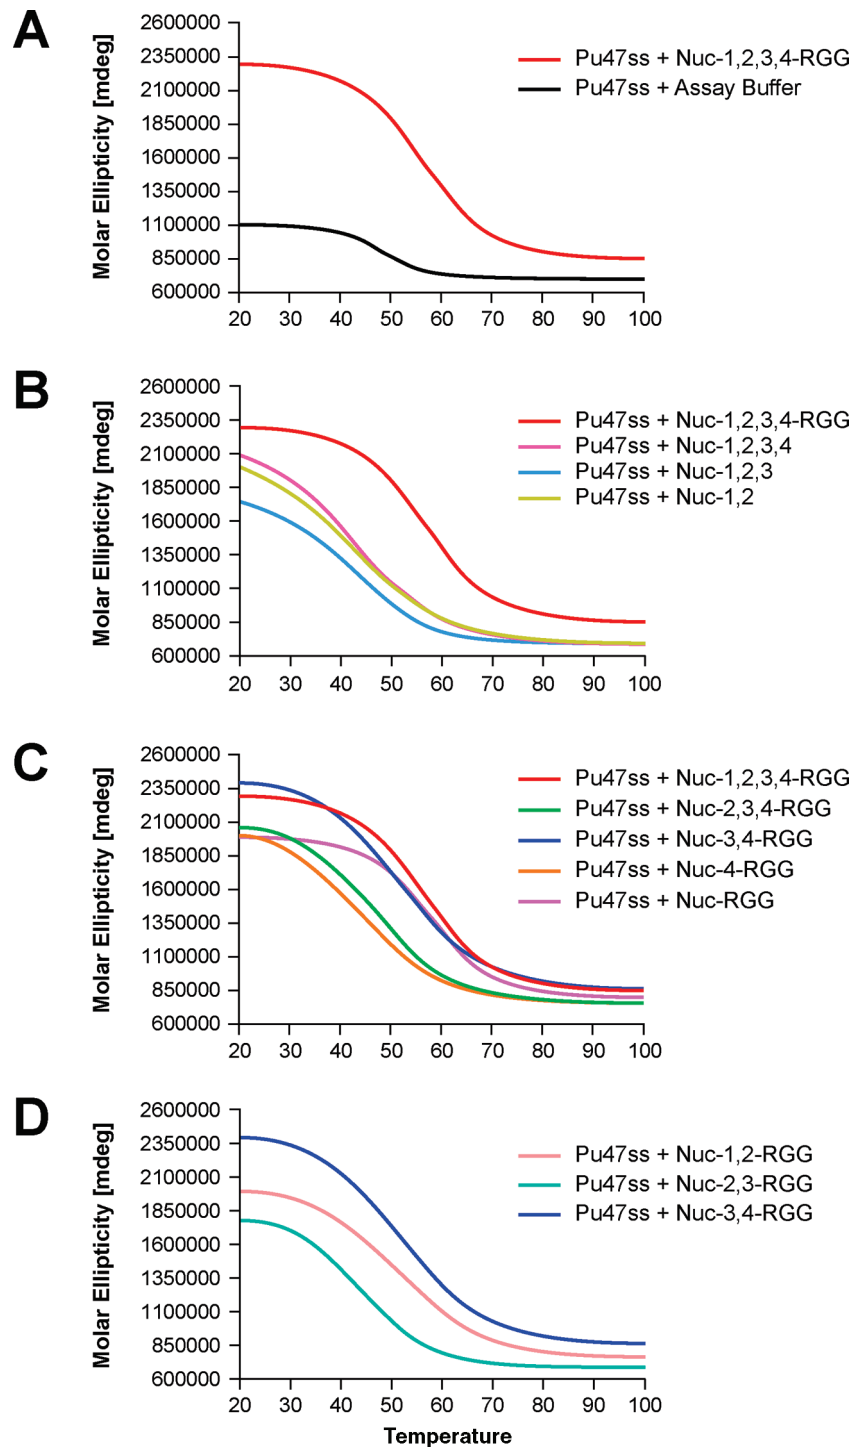 A
Molar Ellipticity [mdeg]
2600000
2350000
2100000
1850000
1600000
1350000
1100000
850000
600000
20 30 40 50 60 70 80 90 100
Pu47ss + Nuc-1,2,3,4-RGG
Pu47ss + Assay Buffer
B
Molar Ellipticity [mdeg]
2600000
2350000
2100000
1850000
1600000
1350000
1100000
850000
600000
20 30 40 50 60 70 80 90 100
Pu47ss + Nuc-1,2,3,4-RGG
Pu47ss + Nuc-1,2,3,4
Pu47ss + Nuc-1,2,3
Pu47ss + Nuc-1,2
C
Molar Ellipticity [mdeg]
2600000
2350000
2100000
1850000
1600000
1350000
1100000
850000
600000
20 30 40 50 60 70 80 90 100
Pu47ss + Nuc-1,2,3,4-RGG
Pu47ss + Nuc-2,3,4-RGG
Pu47ss + Nuc-3,4-RGG
Pu47ss + Nuc-4-RGG
Pu47ss + Nuc-RGG
D
Molar Ellipticity [mdeg]
2600000
2350000
2100000
1850000
1600000
1350000
1100000
850000
600000
20 30 40 50 60 70 80 90 100
Pu47ss + Nuc-1,2-RGG
Pu47ss + Nuc-2,3-RGG
Pu47ss + Nuc-3,4-RGG
Temperature